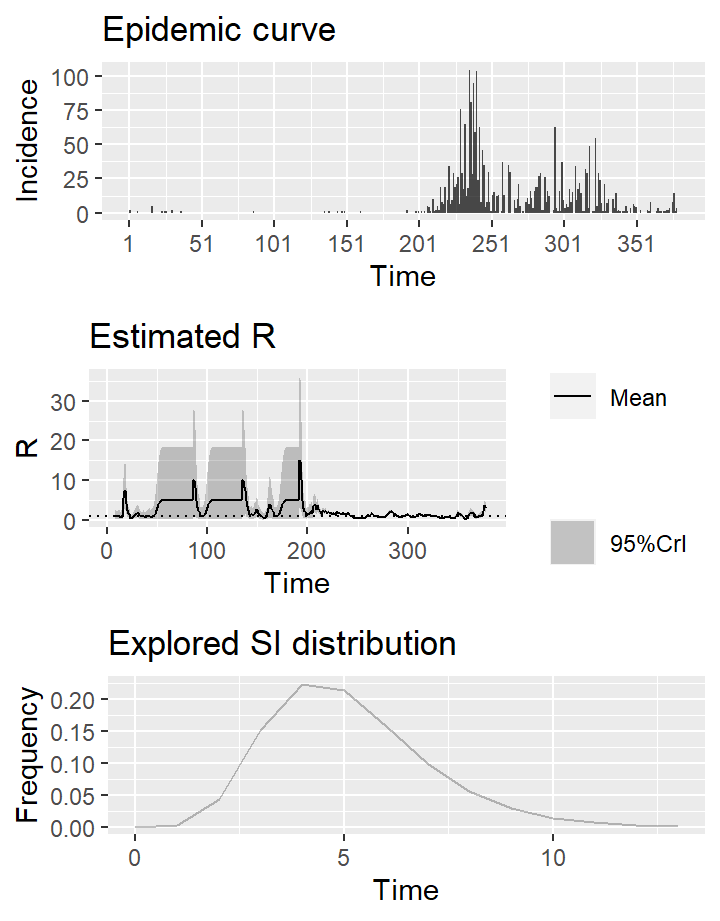 Epidemic curve
Incidence
100
75
50
25
0
1 51 101 151 201 251 301 351
Time
Estimated R
R
30
20
10
0
0 100 200 300
Time
Mean
95%CrI
Explored SI distribution
Frequency
0.20
0.15
0.10
0.05
0.00
0 5 10
Time